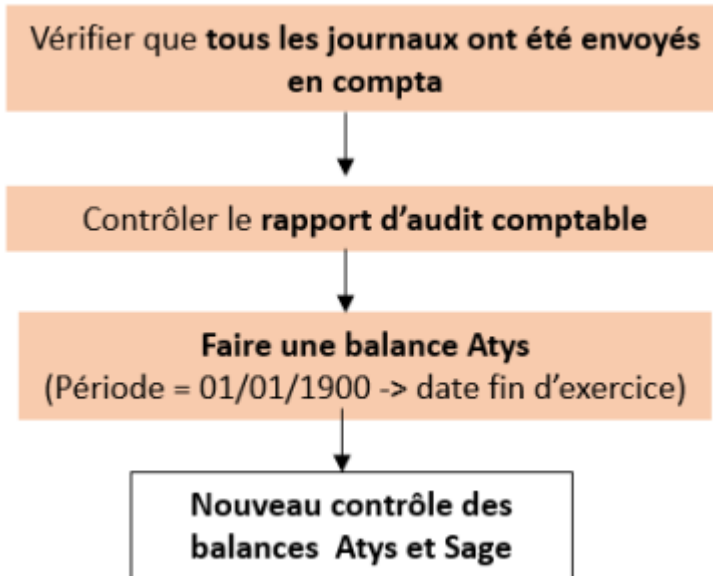 Vérifier que tous les journaux ont été envoyés
en compta
Contrôler le rapport d’audit comptable
Faire une balance Atys
(Période = 01/01/1900 -> date fin d’exercice)
Nouveau contrôle des
balances Atys et Sage